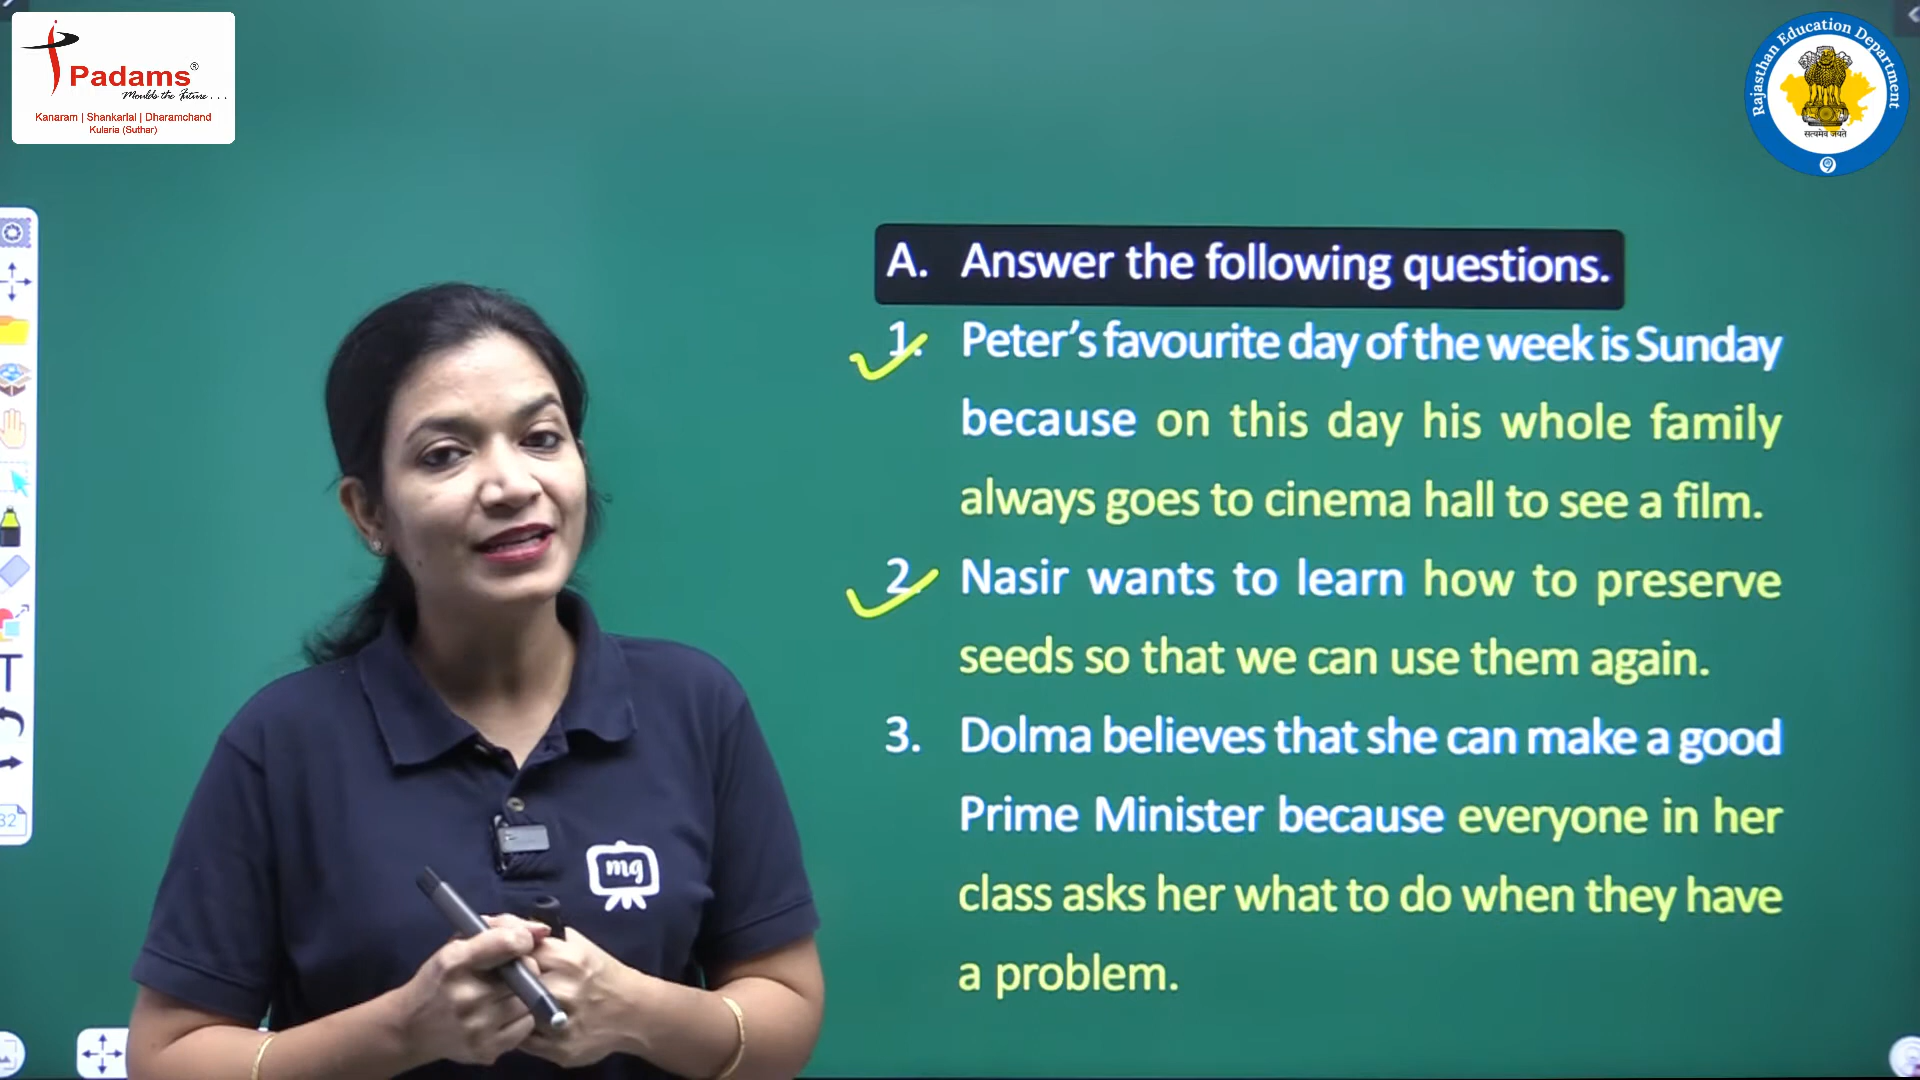 Padams®
Moulds the Future . . .
Kanaram | Shankarlal | Dharamchand
Kularia (Suthar)
Rajasthan Education Department
सत्यमेव जयते
A. Answer the following questions.
1. Peter's favourite day of the week is Sunday
because on this day his whole family
always goes to cinema hall to see a film.
2. Nasir wants to learn how to preserve
seeds so that we can use them again.
3. Dolma believes that she can make a good
Prime Minister because everyone in her
class asks her what to do when they have
a problem.
mg
T
32